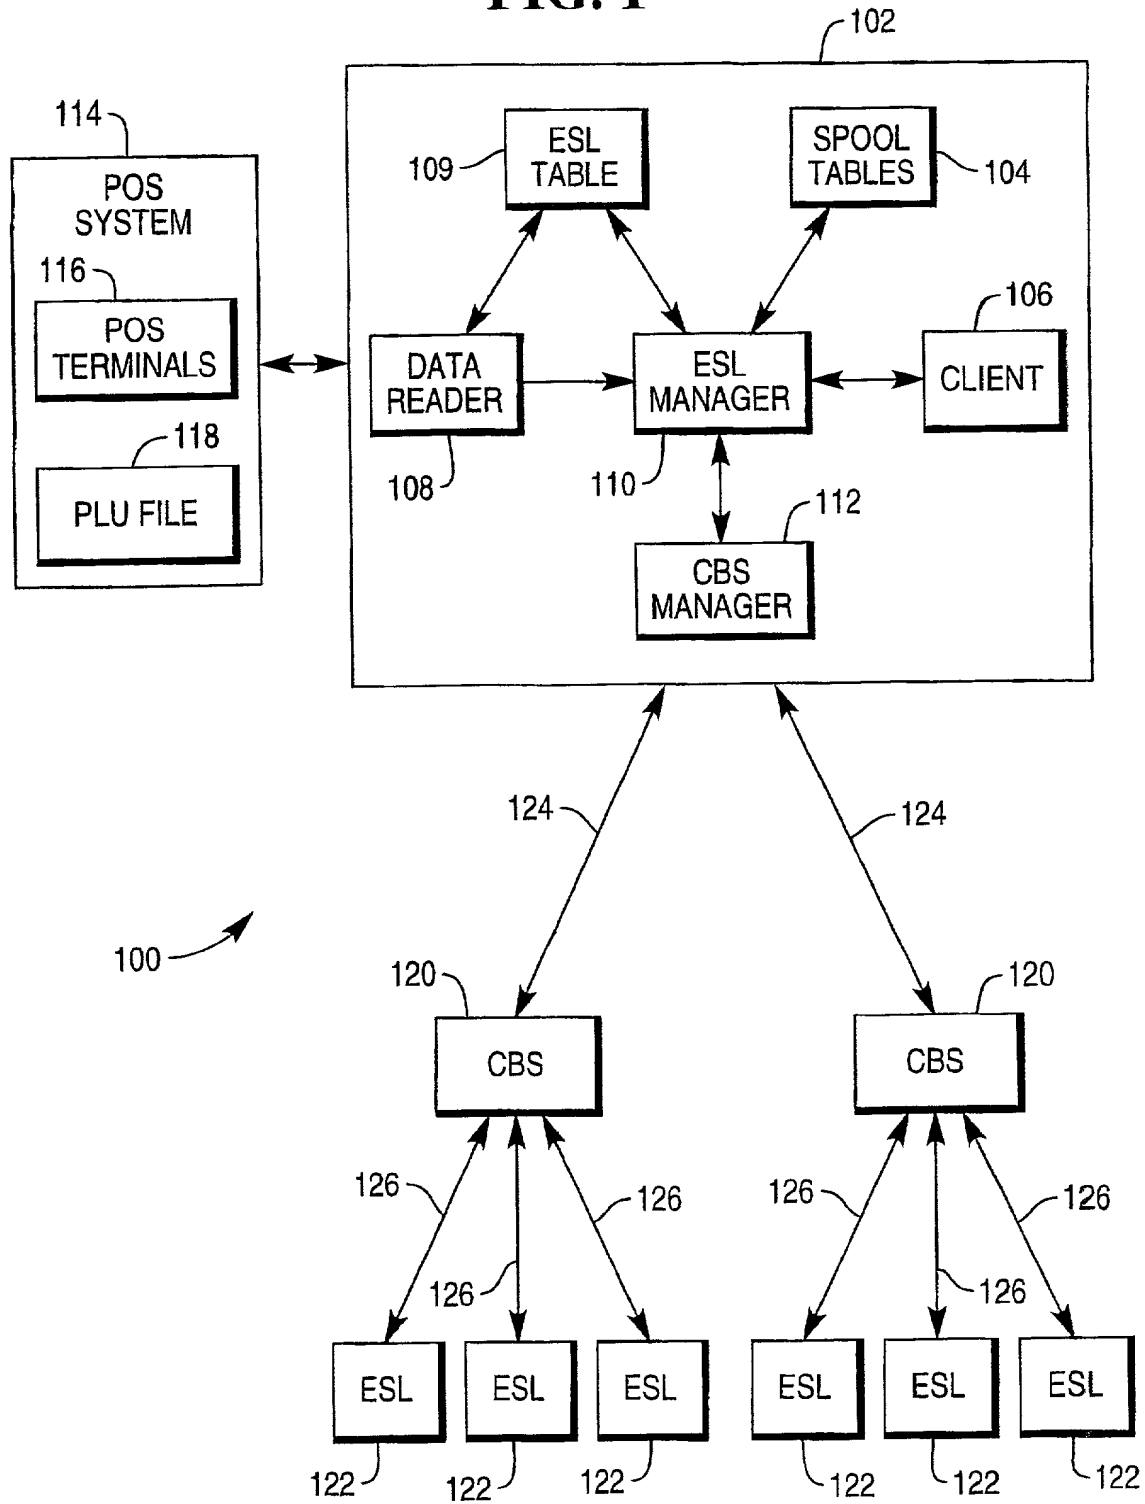 FIG. 1
102
114
POS
SYSTEM
116
POS
TERMINALS
118
PLU FILE
109
ESL
TABLE
SPOOL
TABLES
104
106
DATA
READER
108
ESL
MANAGER
110
CLIENT
112
CBS
MANAGER
124
124
100
120
CBS
120
CBS
126
126
126
126
126
126
ESL
ESL
ESL
ESL
ESL
ESL
122
122
122
122
122
122